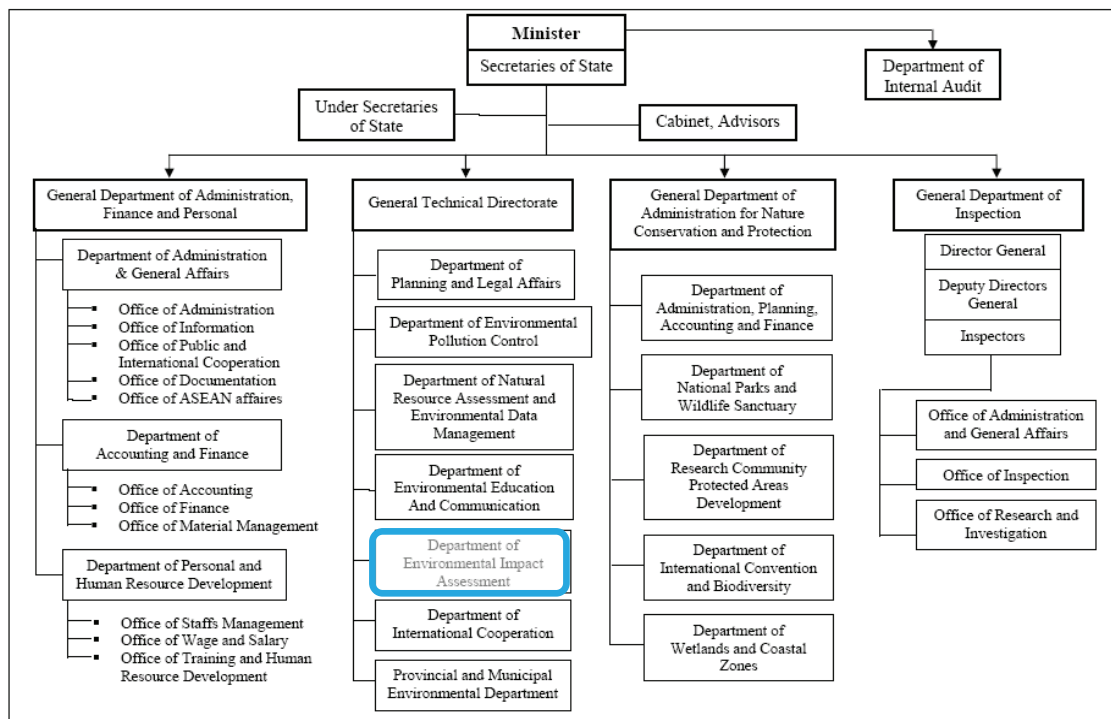 Minister
Secretaries of State
Department of
Internal Audit
Under Secretaries
of State
Cabinet, Advisors
General Department of Administration,
Finance and Personal
Department of Administration
& General Affairs
Office of Administration
Office of Information
Office of Public and
International Cooperation
Office of Documentation
Office of ASEAN affaires
Department of
Accounting and Finance
Office of Accounting
Office of Finance
Office of Material Management
Department of Personal and
Human Resource Development
Office of Staffs Management
Office of Wage and Salary
Office of Training and Human
Resource Development
General Technical Directorate
Department of
Planning and Legal Affairs
Department of Environmental
Pollution Control
Department of Natural
Resource Assessment and
Environmental Data
Management
Department of
Environmental Education
And Communication
Department of
Environmental Impact
Assessment
Department of
International Cooperation
Provincial and Municipal
Environmental Department
General Department of
Administration for Nature
Conservation and Protection
Department of
Administration, Planning,
Accounting and Finance
Department of
National Parks and
Wildlife Sanctuary
Department of
Research Community
Protected Areas
Development
Department of
International Convention
and Biodiversity
Department of
Wetlands and Coastal
Zones
General Department of
Inspection
Director General
Deputy Directors
General
Inspectors
Office of Administration
and General Affairs
Office of Inspection
Office of Research and
Investigation